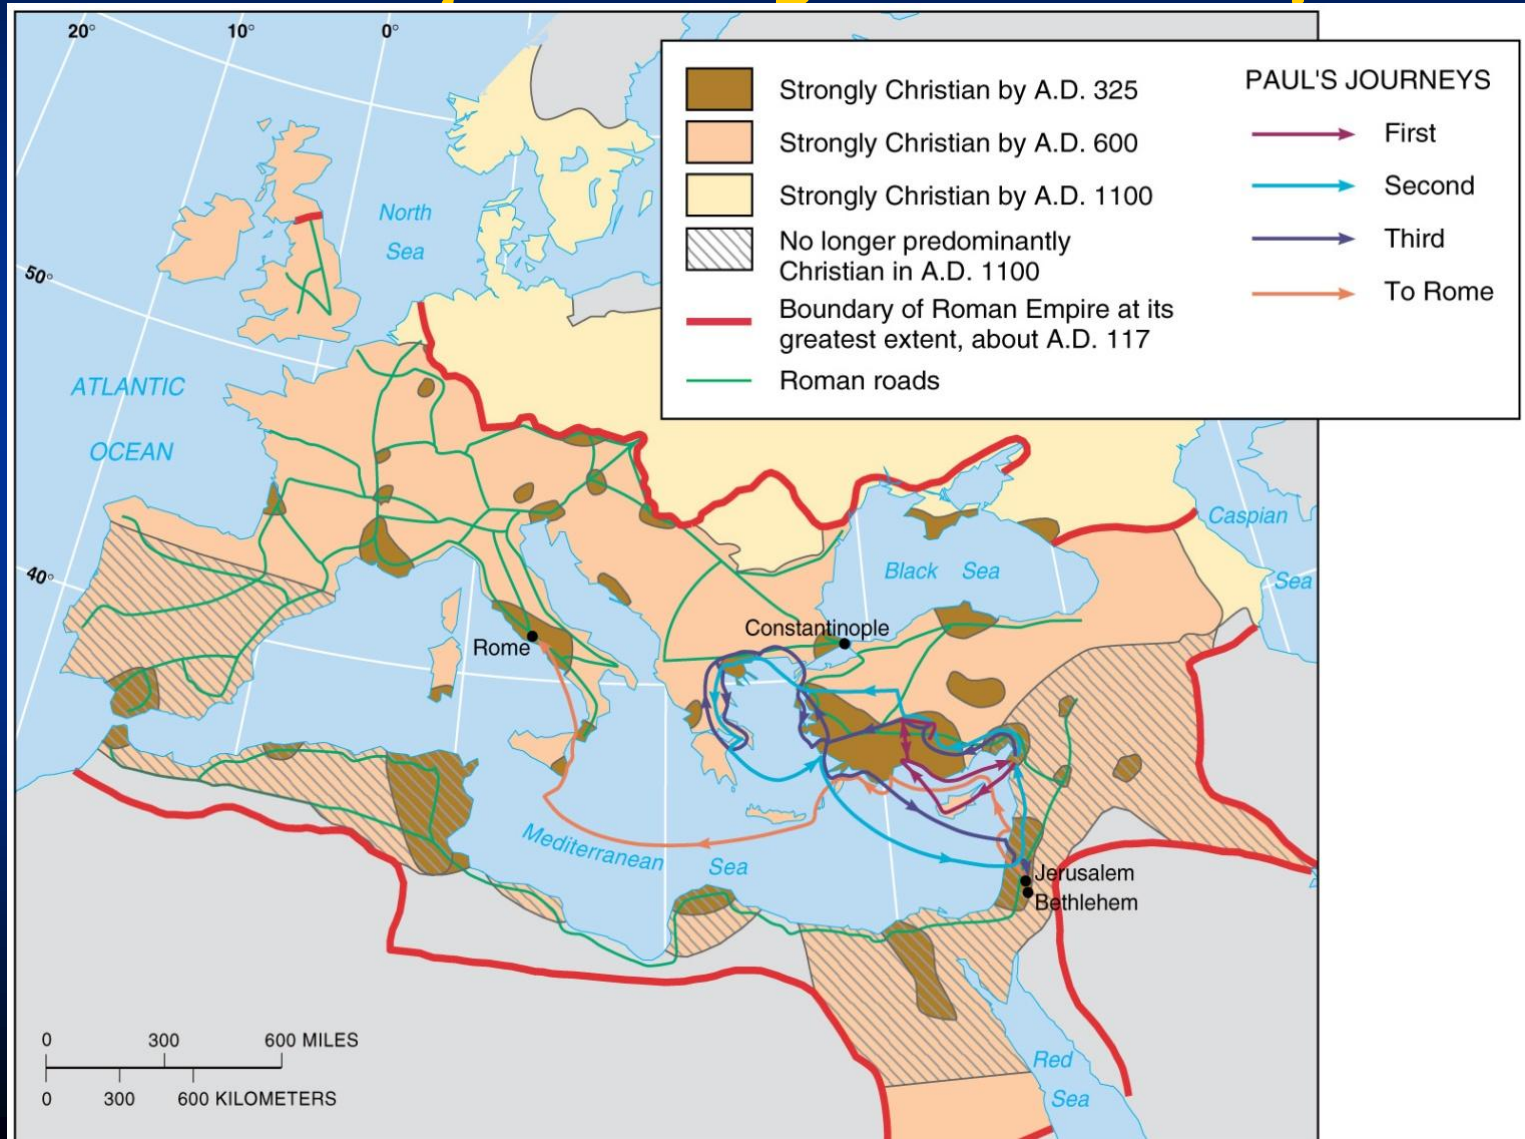 20°
10°
0°
50°
40°
Strongly Christian by A.D. 325
Strongly Christian by A.D. 600
Strongly Christian by A.D. 1100
No longer predominantly
Christian in A.D. 1100
Boundary of Roman Empire at its
greatest extent, about A.D. 117
Roman roads
PAUL'S JOURNEYS
First
Second
Third
To Rome
North
Sea
ATLANTIC
OCEAN
Caspian
Sea
Black Sea
Constantinople
Rome
Mediterranean Sea
Jerusalem
Bethlehem
Red
Sea
0 300 600 MILES
0 300 600 KILOMETERS